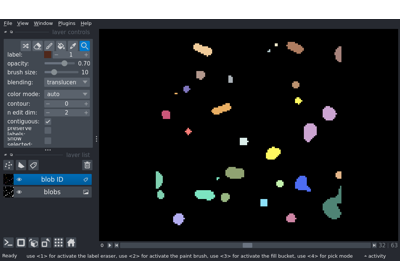 File View Window Plugins Help
layer controls
label: 1
opacity: 0.70
brush size: 10
blending: translucen
color mode: auto
contour: 0
n edit dim: 2
contiguous:
preserve labels:
show selected:
layer list
blob ID
blobs
32 63
Ready use <1> for activate the label eraser, use <2> for activate the paint brush, use <3> for activate the fill bucket, use <4> for pick mode activity